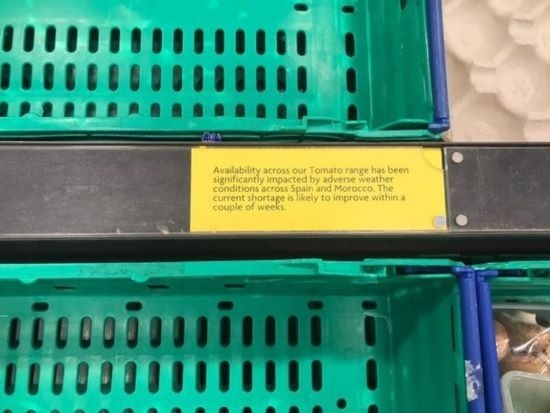 Availability across our Tomato range has been
significantly impacted by adverse weather
conditions across Spain and Morocco. The
current shortage is likely to improve within a
couple of weeks.